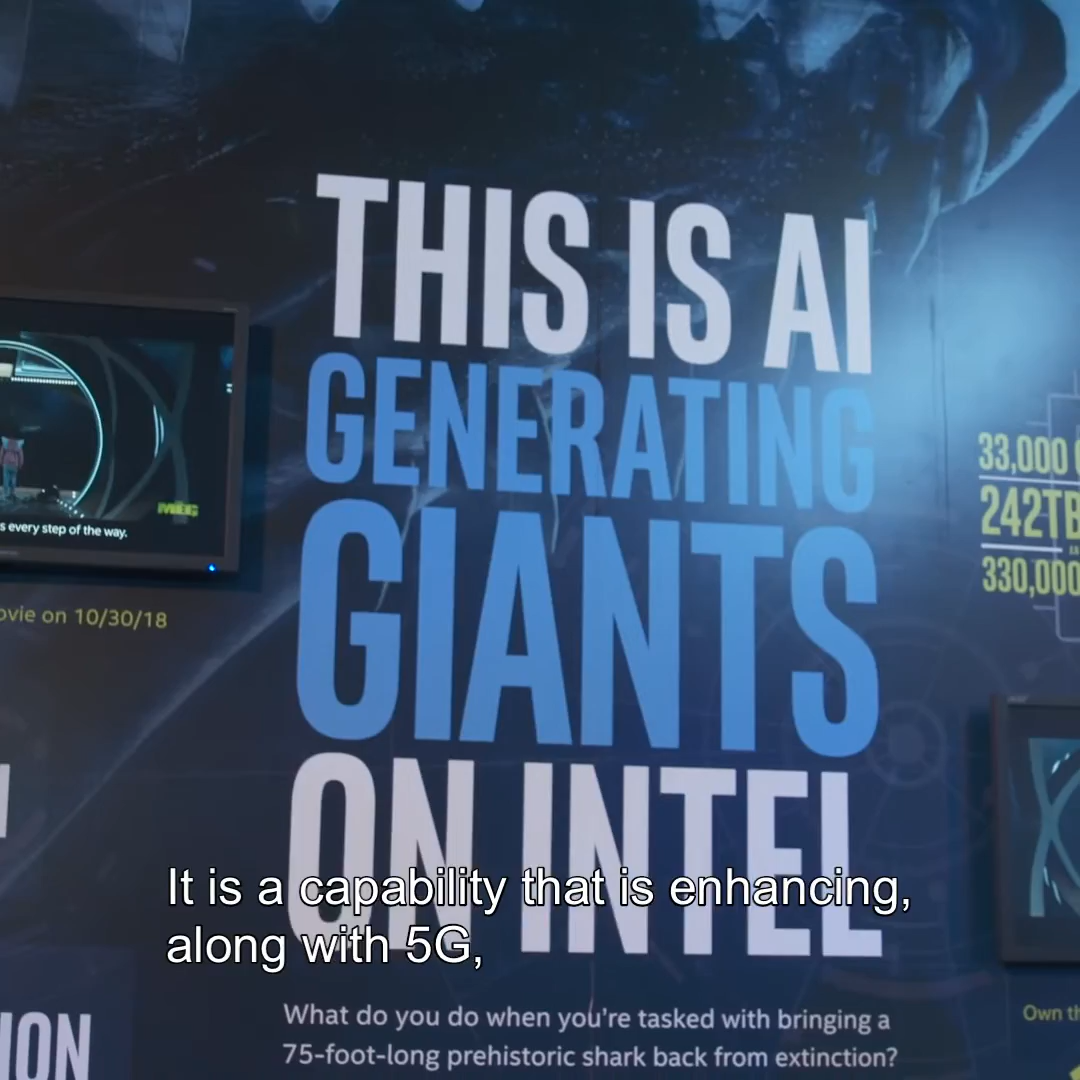 THIS IS AI
GENERATING
GIANTS
ON INTEL
s every step of the way.
MEG
ovie on 10/30/18
33,000
242TB
330,000
It is a capability that is enhancing,
along with 5G,
What do you do when you're tasked with bringing a
75-foot-long prehistoric shark back from extinction?
ION
Own th